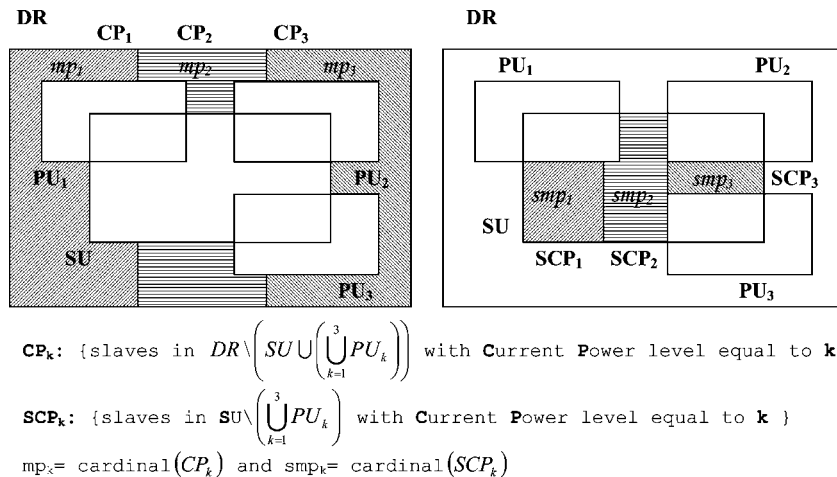 DR
CP₁ CP₂ CP₃
mp₁ mp₂ mp₃
PU₁ PU₂
SU
PU₃
DR
PU₁ PU₂
smp₁ smp₂ smp₃ SCP₃
SU
SCP₁ SCP₂
PU₃
CPₖ: {slaves in DR\(SU∪(⋃_{k=1}^{3} PUₖ)) with Current Power level equal to k
SCPₖ: {slaves in SU\(⋃_{k=1}^{3} PUₖ) with Current Power level equal to k }
mpₖ= cardinal(CPₖ) and smpₖ= cardinal(SCPₖ)